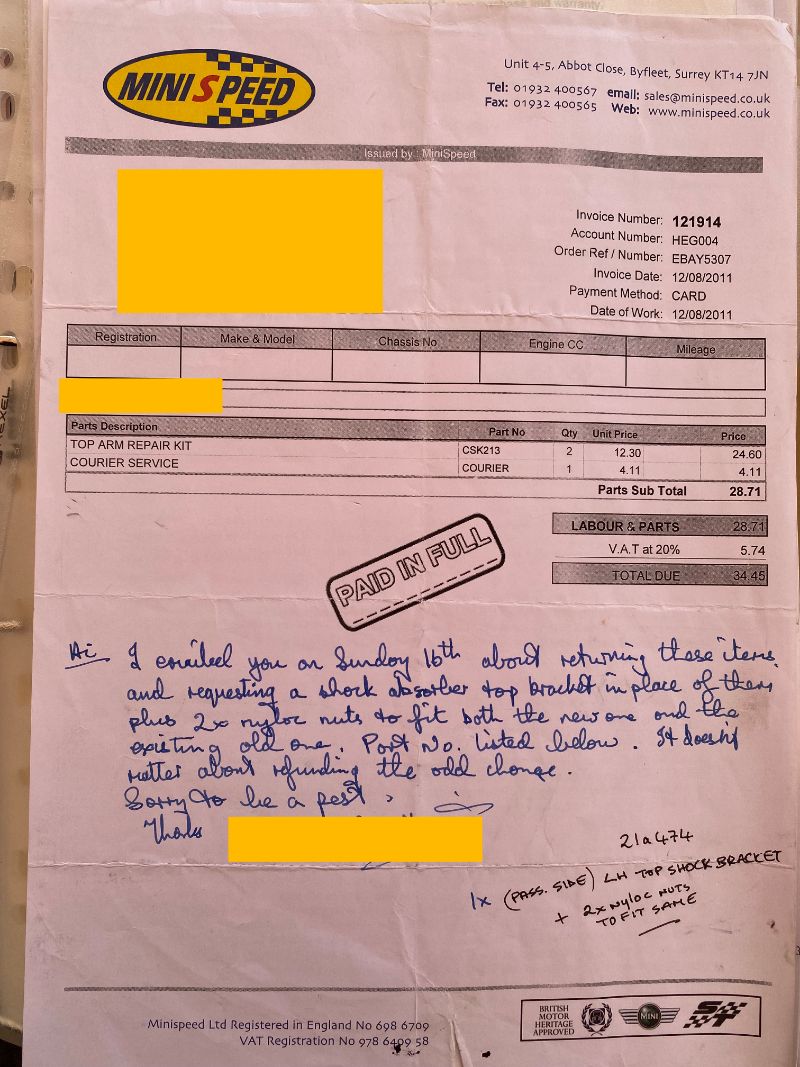 purchase and warranty.
MINISPEED
Unit 4-5, Abbot Close, Byfleet, Surrey KT14 7JN
Tel: 01932 400567 email: sales@minispeed.co.uk
Fax: 01932 400565 Web: www.minispeed.co.uk
Issued by : MiniSpeed
Invoice Number: 121914
Account Number: HEG004
Order Ref / Number: EBAY5307
Invoice Date: 12/08/2011
Payment Method: CARD
Date of Work: 12/08/2011
Registration Make & Model Chassis No Engine CC Mileage
Parts Description Part No Qty Unit Price Price
TOP ARM REPAIR KIT CSK213 2 12.30 24.60
COURIER SERVICE COURIER 1 4.11 4.11
Parts Sub Total 28.71
LABOUR & PARTS 28.71
V.A.T at 20% 5.74
TOTAL DUE 34.45
PAID IN FULL
Hi I emailed you on Sunday 16th about returning these items
and requesting a shock absorber top bracket in place of them
plus 2x nyloc nuts to fit both the new one and the
existing old one. Part No. listed below. It doesn't
matter about refunding the odd change.
Sorry to be a pest,
Thanks
21a474
1x (PASS. SIDE) LH TOP SHOCK BRACKET
+ 2x NYLOC NUTS
TO FIT SAME
Minispeed Ltd Registered in England No 698 6709
VAT Registration No 978 6409 58
BRITISH
MOTOR
HERITAGE
APPROVED
MINI